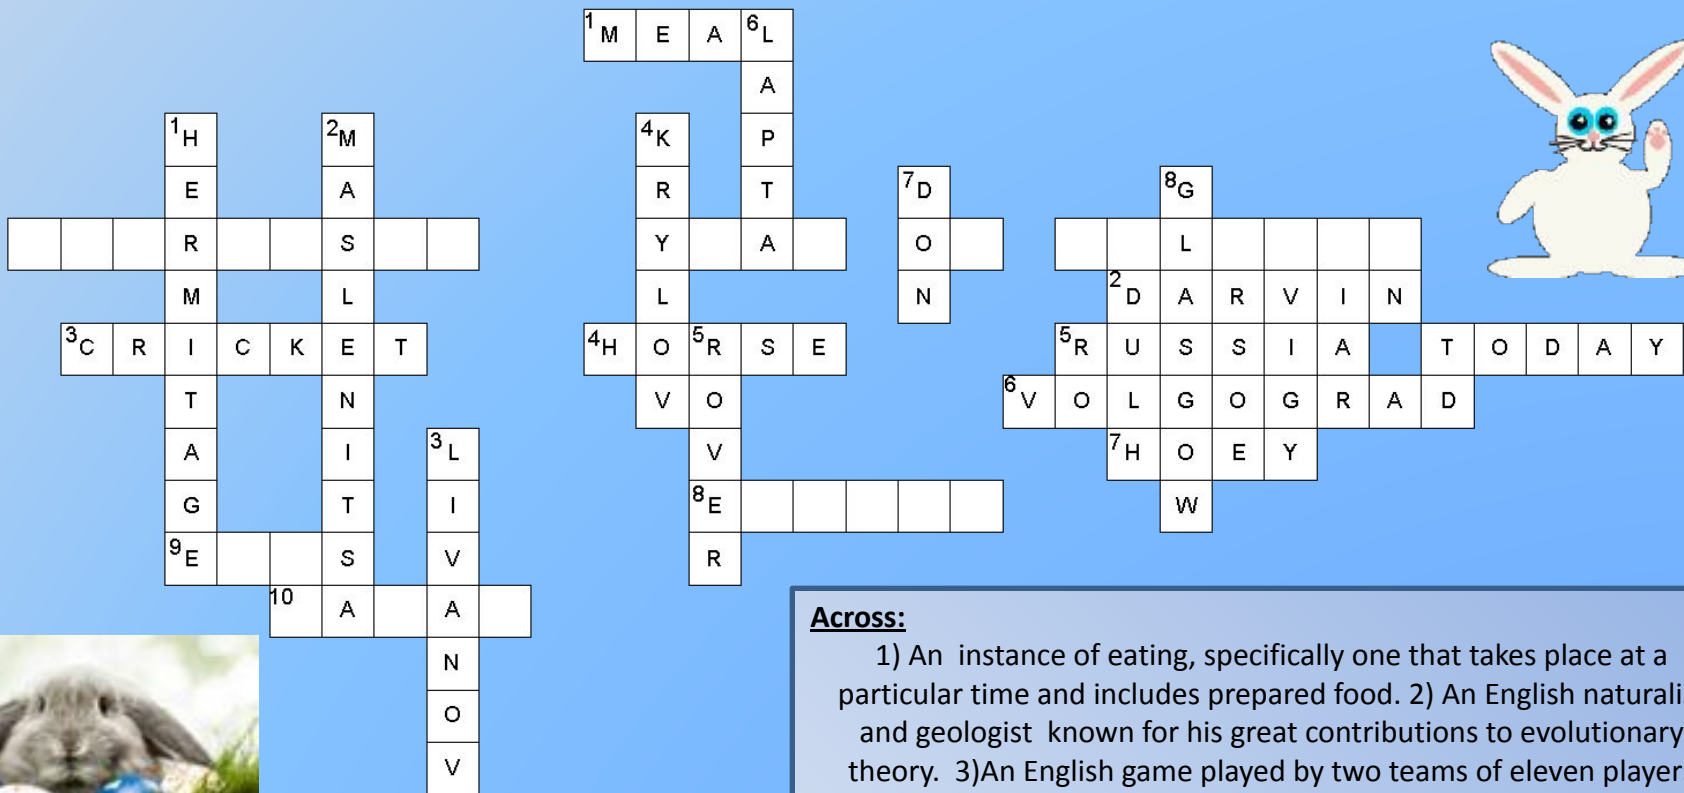 1 M E A 6 L
A
1 H 2 M 4 K P
E A R T 7 D 8 G
R S Y A O L
M L L N 2 D A R V I N
3 C R I C K E T 4 H O 5 R S E 5 R U S S I A T O D A Y
T N V O 6 V O L G O G R A D
A I 3 L V 7 H O E Y
G T I 8 E W
9 E S V R
10 A A
N
O
V
Across:
1) An instance of eating, specifically one that takes place at a
particular time and includes prepared food. 2) An English naturali
and geologist known for his great contributions to evolutionary
theory. 3)An English game played by two teams of eleven player